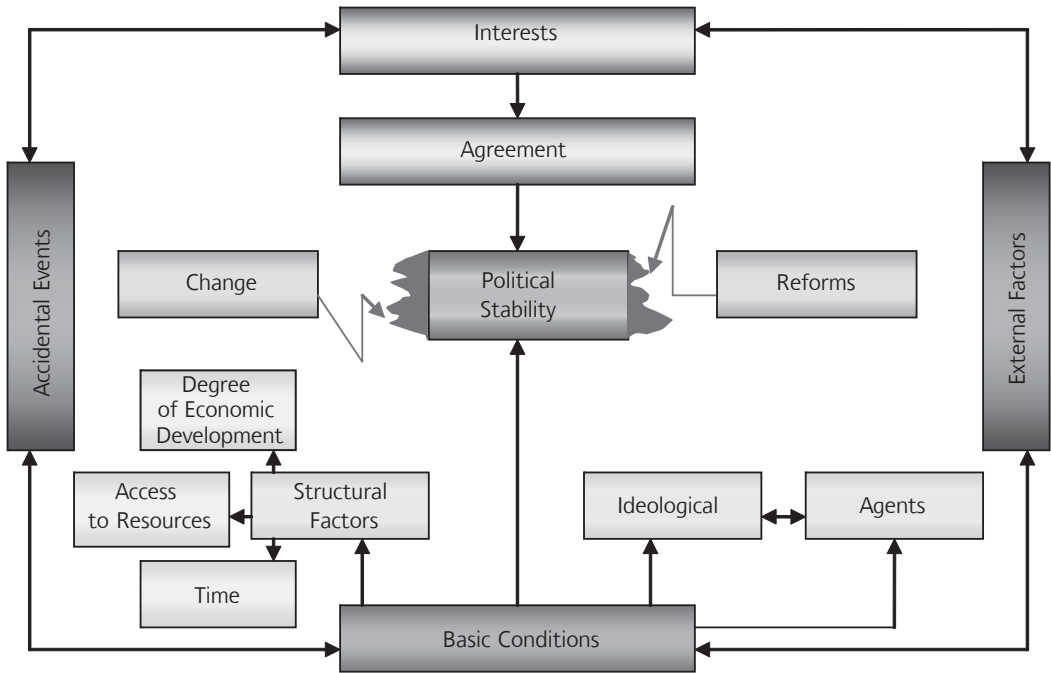 Interests
Agreement
Accidental Events
External Factors
Change
Political
Stability
Reforms
Degree
of Economic
Development
Access
to Resources
Structural
Factors
Time
Ideological
Agents
Basic Conditions